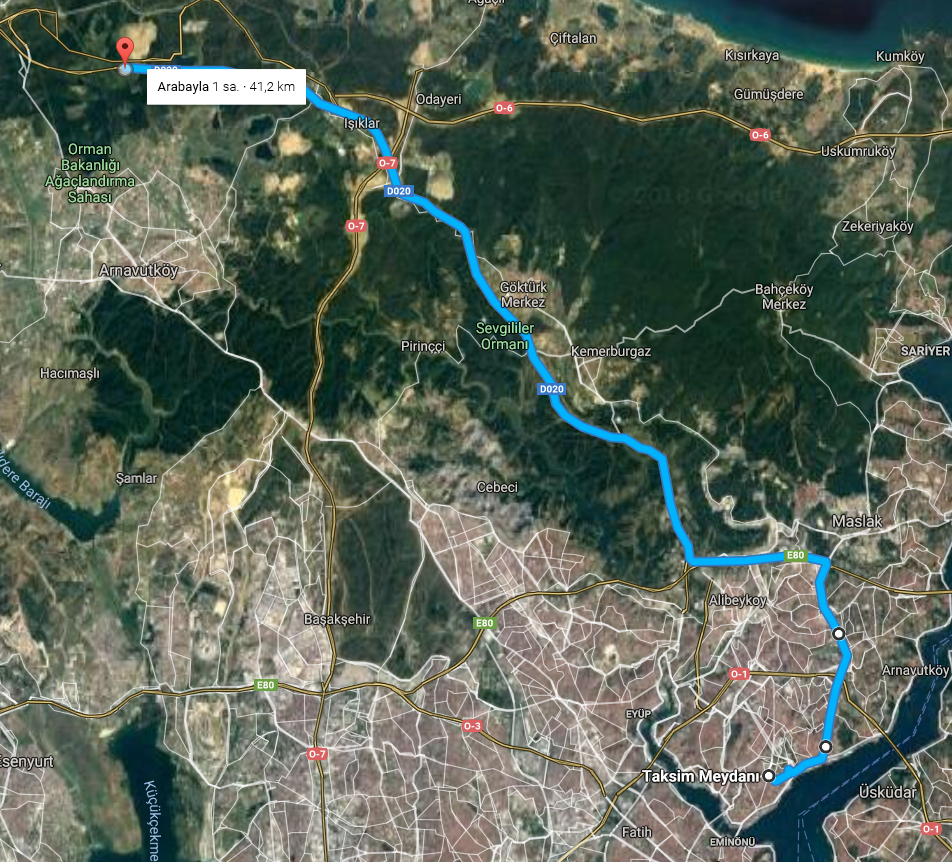 Ağaçlı
Çiftalan
Kısırkaya
Kumköy
D020
Arabayla 1 sa. · 41,2 km
Odayeri
Gümüşdere
O-6
Işıklar
O-6
Uskumruköy
Orman
Bakanlığı
Ağaçlandırma
Sahası
O-7
D020
O-7
Zekeriyaköy
Arnavutköy
Göktürk
Merkez
Bahçeköy
Merkez
Sevgililer
Ormanı
Pirinççi
Kemerburgaz
SARIYER
Hacımaşlı
D020
Şamlar
Cebeci
Maslak
E80
Alibeyköy
Başakşehir
E80
Arnavutköy
O-1
E80
EYÜP
O-3
O-7
Taksim Meydanı
Üsküdar
Fatih
EMİNÖNÜ
O-1